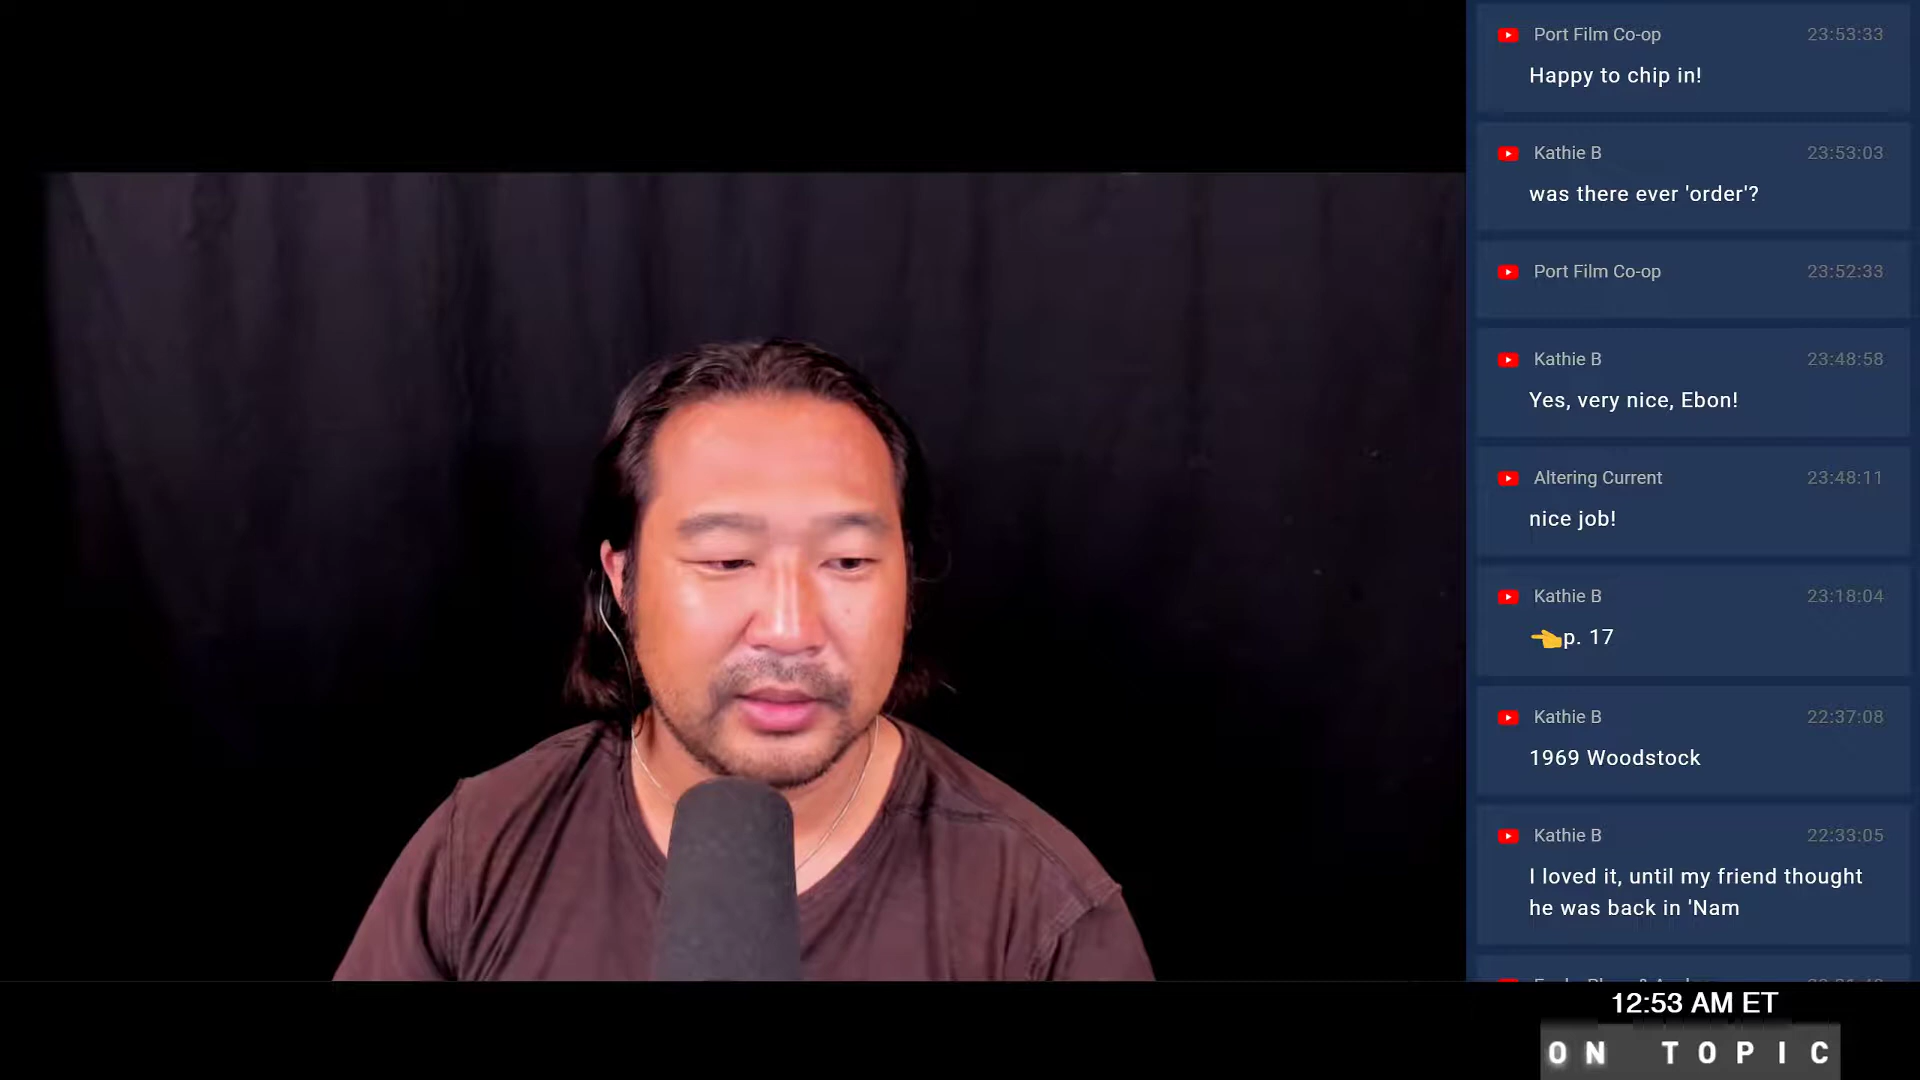 Port Film Co-op 23:53:33
Happy to chip in!
Kathie B 23:53:03
was there ever 'order'?
Port Film Co-op 23:52:33
Kathie B 23:48:58
Yes, very nice, Ebon!
Altering Current 23:48:11
nice job!
Kathie B 23:18:04
👈p. 17
Kathie B 22:37:08
1969 Woodstock
Kathie B 22:33:05
I loved it, until my friend thought
he was back in 'Nam
12:53 AM ET
ON TOPIC